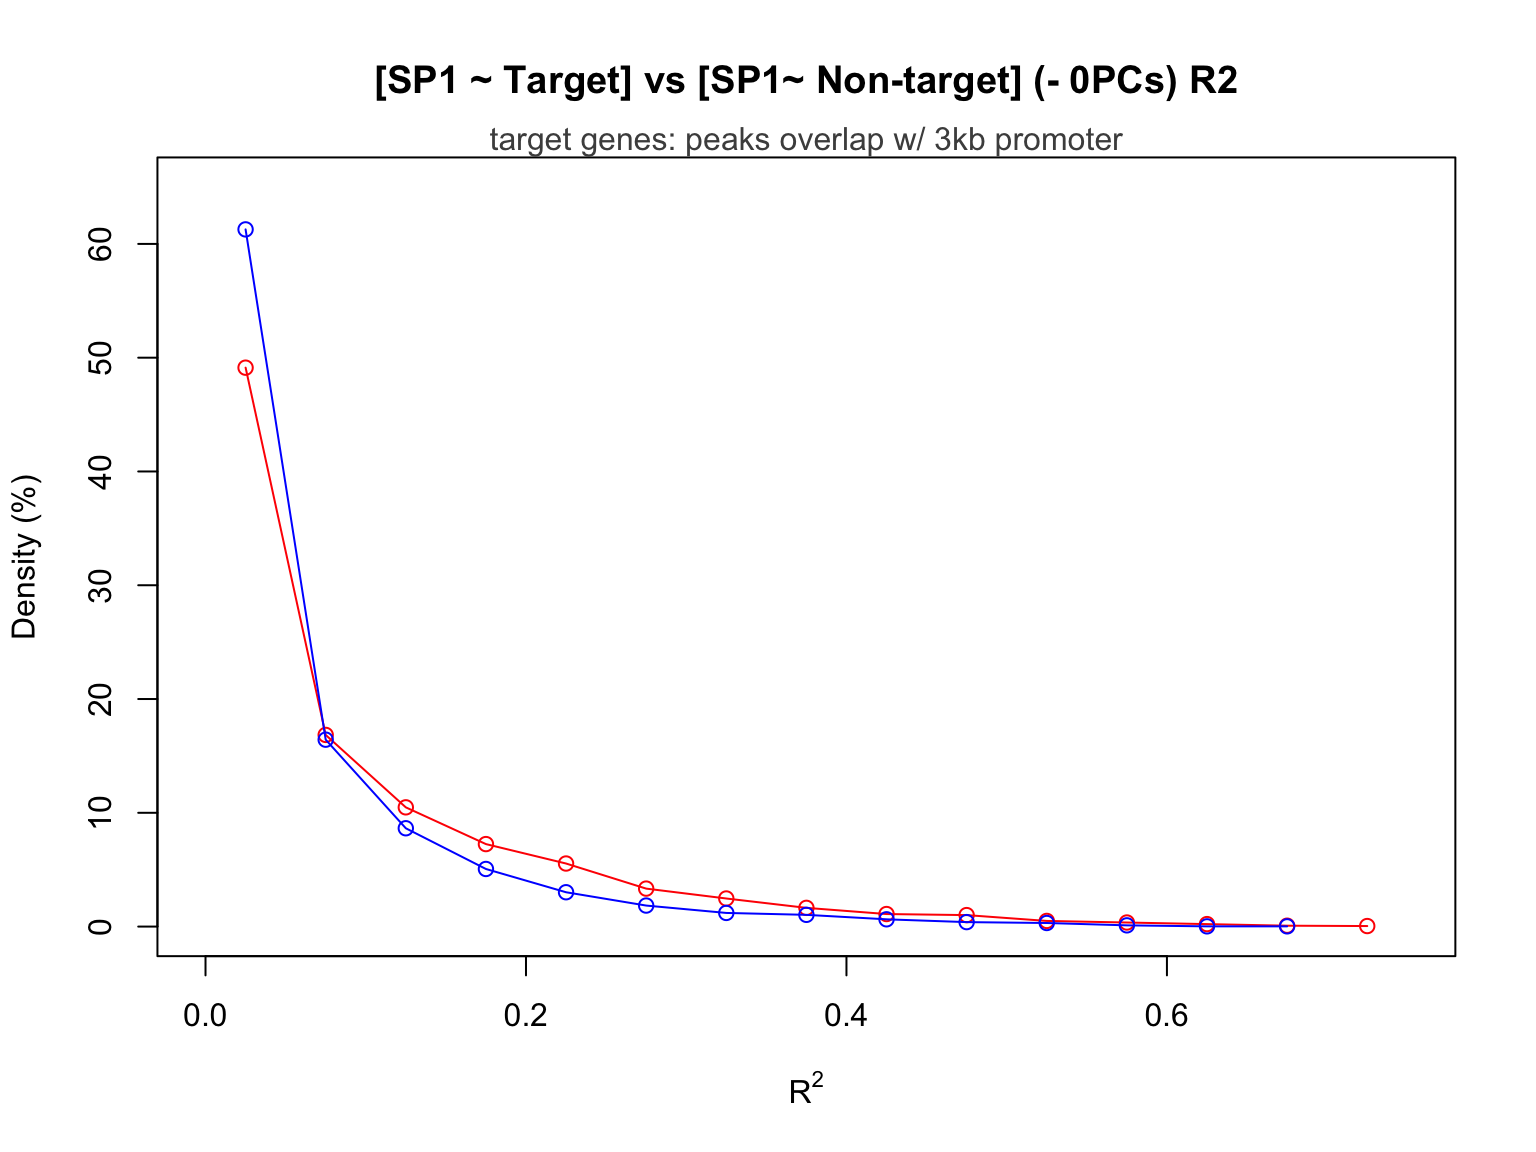 [SP1 ~ Target] vs [SP1~ Non-target] (- 0PCs) R2
target genes: peaks overlap w/ 3kb promoter
Density (%)
60
50
40
30
20
10
0
0.0 0.2 0.4 0.6
R²